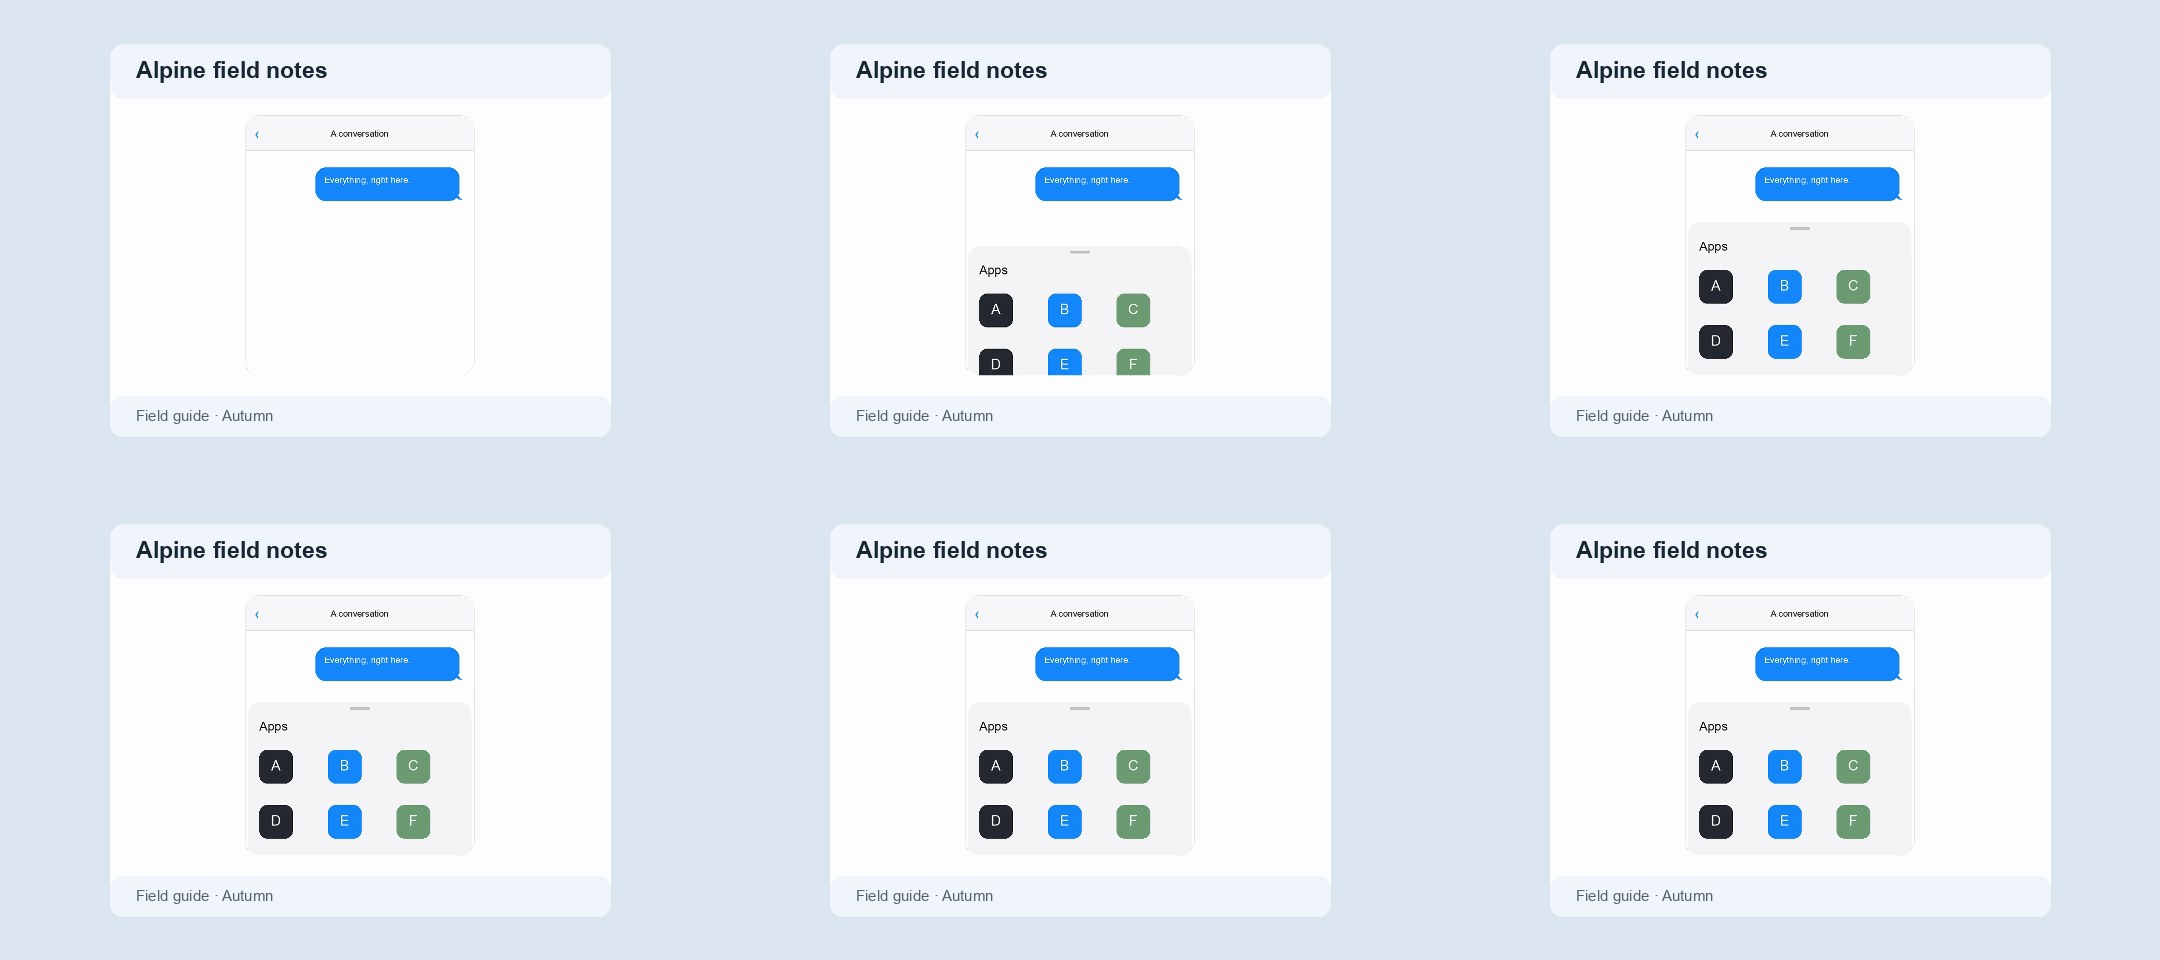 Alpine field notes
‹ A conversation
Everything, right here.
Field guide · Autumn
Alpine field notes
‹ A conversation
Everything, right here.
Apps
A B C
D E F
Field guide · Autumn
Alpine field notes
‹ A conversation
Everything, right here.
Apps
A B C
D E F
Field guide · Autumn
Alpine field notes
‹ A conversation
Everything, right here.
Apps
A B C
D E F
Field guide · Autumn
Alpine field notes
‹ A conversation
Everything, right here.
Apps
A B C
D E F
Field guide · Autumn
Alpine field notes
‹ A conversation
Everything, right here.
Apps
A B C
D E F
Field guide · Autumn